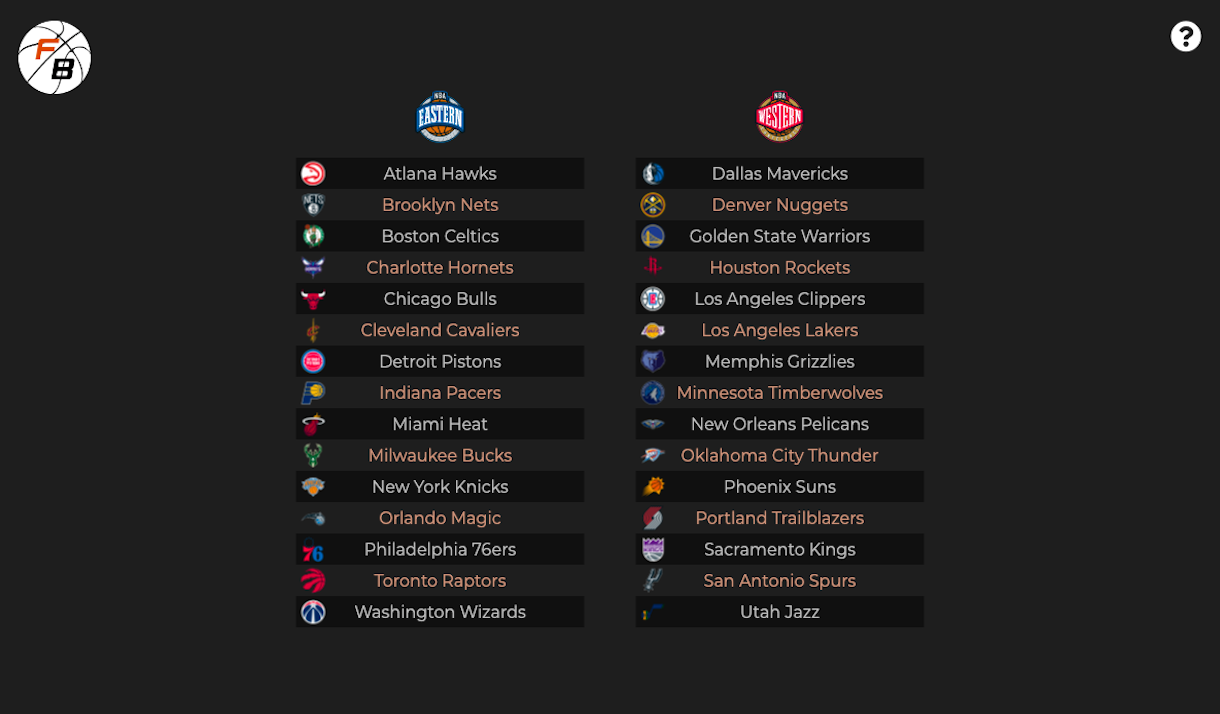 FB
?
NBA
EASTERN
NBA
WESTERN
Atlana Hawks
NETS
B
Brooklyn Nets
Boston Celtics
Charlotte Hornets
Chicago Bulls
Cleveland Cavaliers
Detroit Pistons
Indiana Pacers
Miami Heat
Milwaukee Bucks
New York Knicks
Orlando Magic
76
Philadelphia 76ers
Toronto Raptors
Washington Wizards
Dallas Mavericks
Denver Nuggets
Golden State Warriors
Houston Rockets
Los Angeles Clippers
Los Angeles Lakers
Memphis Grizzlies
Minnesota Timberwolves
New Orleans Pelicans
Oklahoma City Thunder
Phoenix Suns
Portland Trailblazers
Sacramento Kings
San Antonio Spurs
Utah Jazz